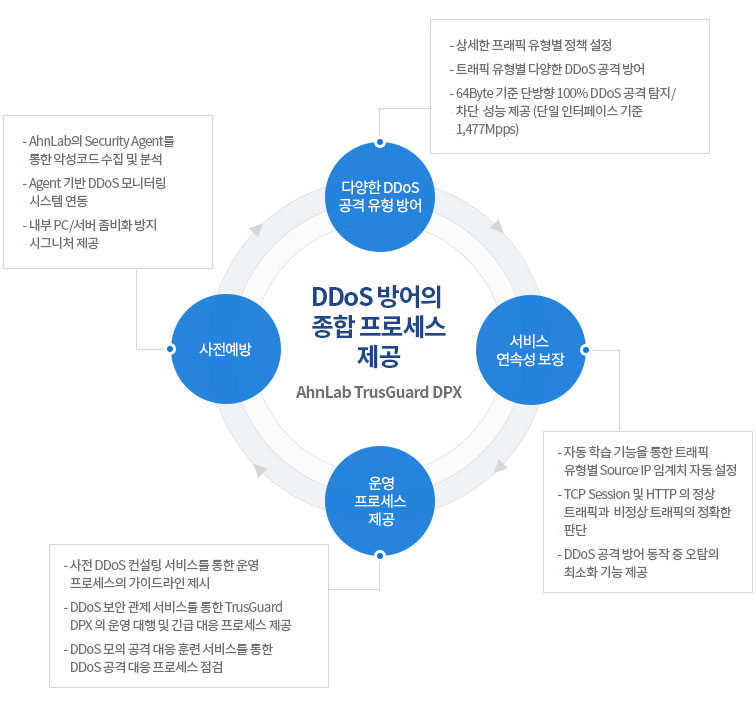 - 상세한 프래픽 유형별 정책 설정
- 트래픽 유형별 다양한 DDoS 공격 방어
- 64Byte 기준 단방향 100% DDoS 공격 탐지/
차단 성능 제공 (단일 인터페이스 기준
1,477Mpps)
- AhnLab의 Security Agent를
통한 악성코드 수집 및 분석
- Agent 기반 DDoS 모니터링
시스템 연동
- 내부 PC/서버 좀비화 방지
시그니처 제공
다양한 DDoS
공격 유형 방어
DDoS 방어의
종합 프로세스
제공
AhnLab TrusGuard DPX
사전예방
서비스
연속성 보장
운영
프로세스
제공
- 자동 학습 기능을 통한 트래픽
유형별 Source IP 임계치 자동 설정
- TCP Session 및 HTTP 의 정상
트래픽과 비정상 트래픽의 정확한
판단
- DDoS 공격 방어 동작 중 오탐의
최소화 기능 제공
- 사전 DDoS 컨설팅 서비스를 통한 운영
프로세스의 가이드라인 제시
- DDoS 보안 관제 서비스를 통한 TrusGuard
DPX 의 운영 대행 및 긴급 대응 프로세스 제공
- DDoS 모의 공격 대응 훈련 서비스를 통한
DDoS 공격 대응 프로세스 점검